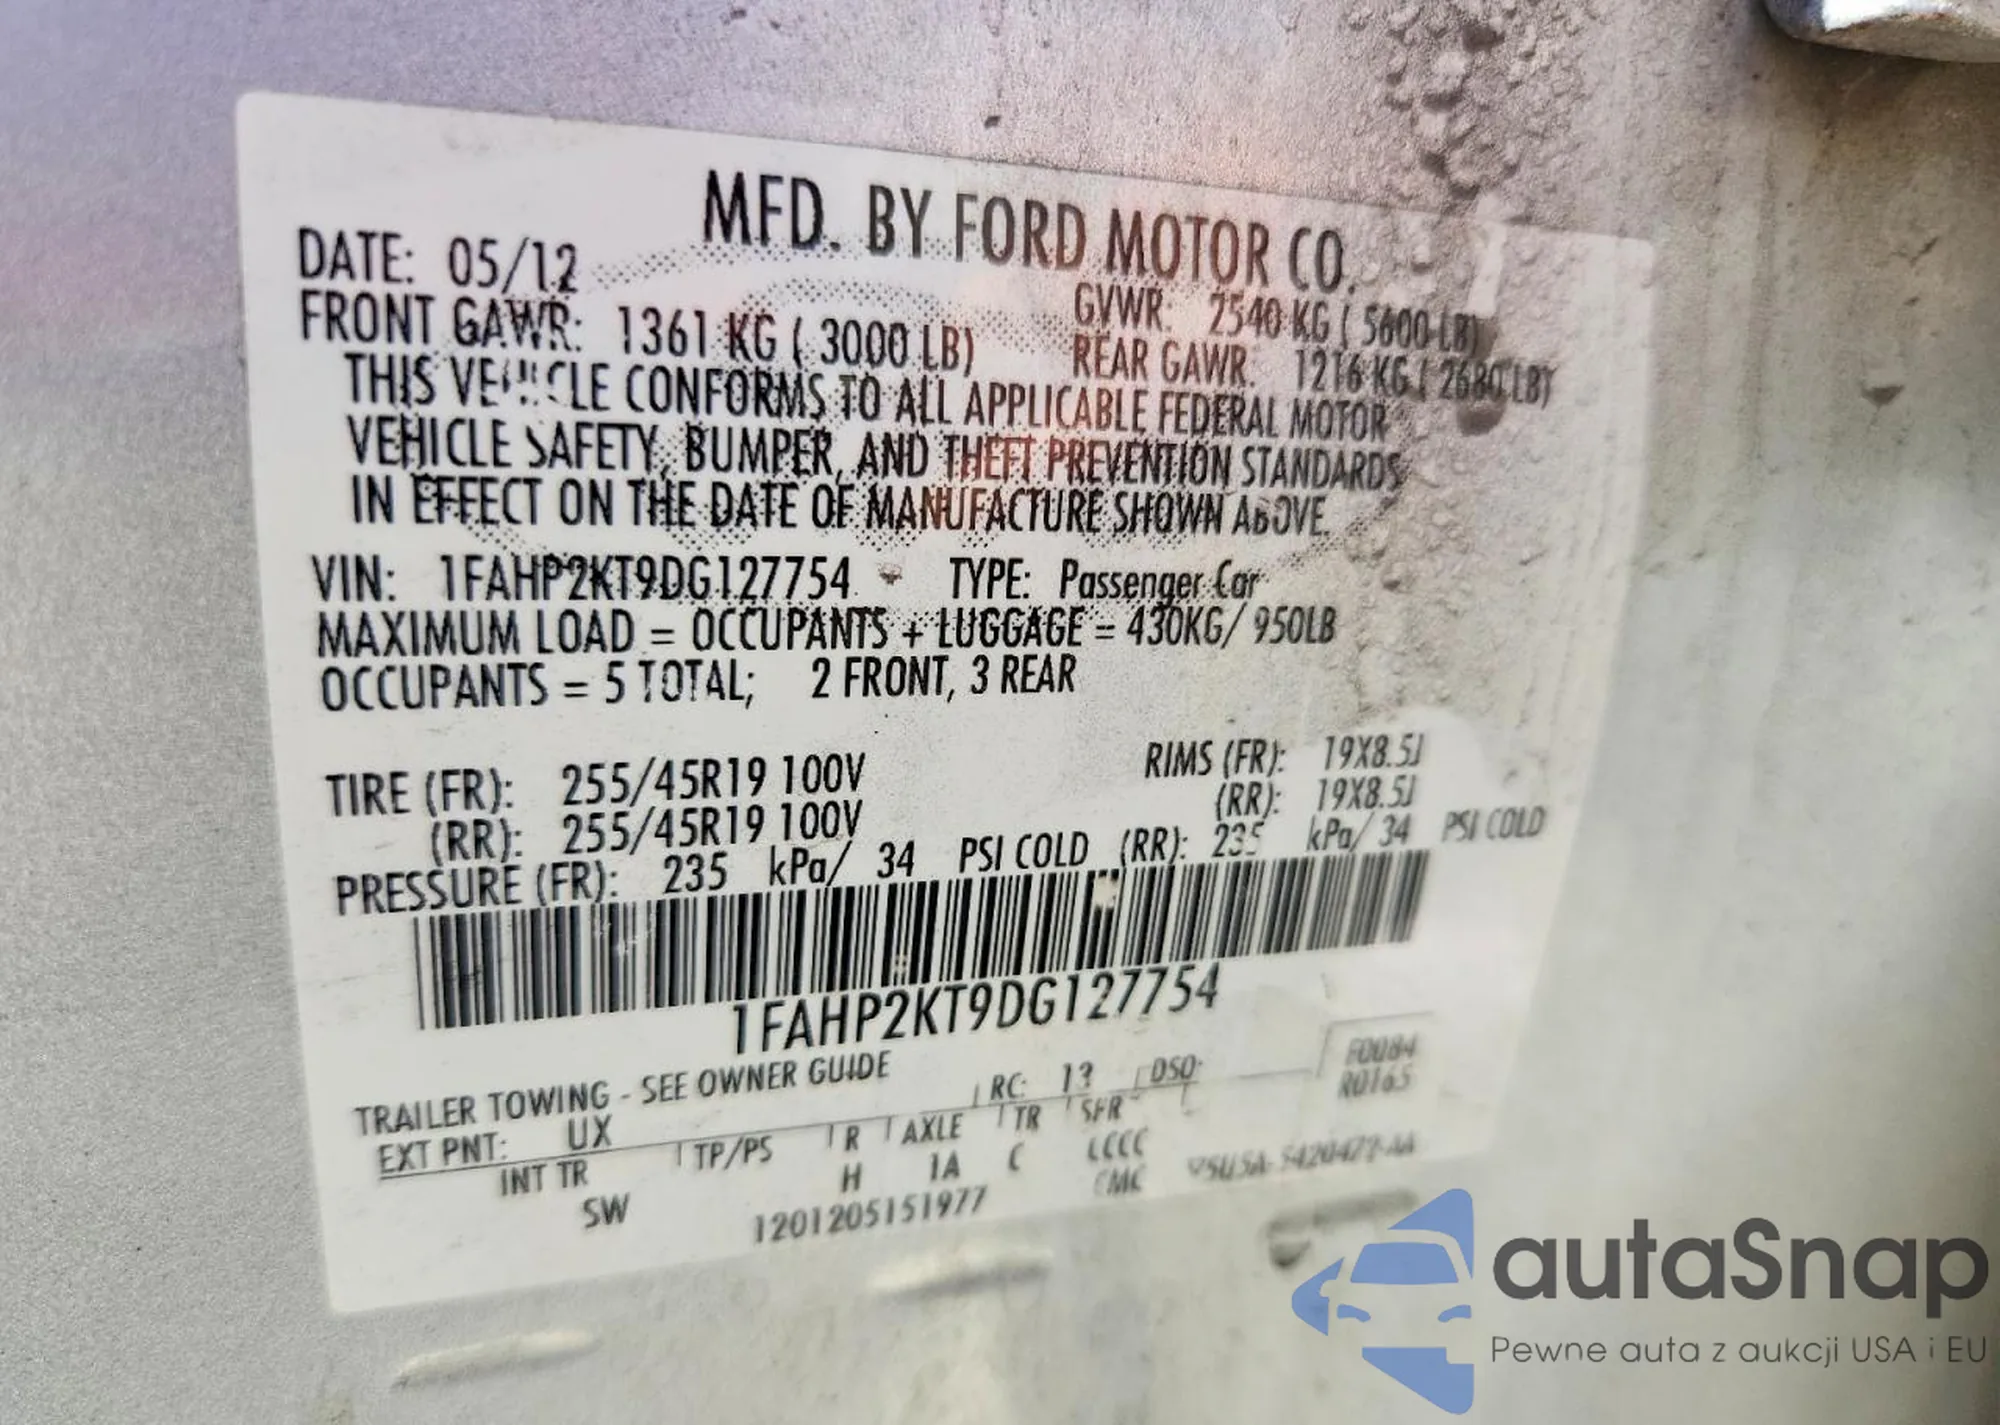 MFD. BY FORD MOTOR CO.
DATE: 05/12
GVWR: 2540 KG ( 5600 LB)
FRONT GAWR: 1361 KG ( 3000 LB)
REAR GAWR: 1216 KG ( 2680 LB)
THIS VEHICLE CONFORMS TO ALL APPLICABLE FEDERAL MOTOR
VEHICLE SAFETY, BUMPER, AND THEFT PREVENTION STANDARDS
IN EFFECT ON THE DATE OF MANUFACTURE SHOWN ABOVE.
VIN: 1FAHP2KT9DG127754 TYPE: Passenger Car
MAXIMUM LOAD = OCCUPANTS + LUGGAGE = 430KG/ 950LB
OCCUPANTS = 5 TOTAL; 2 FRONT, 3 REAR
TIRE (FR): 255/45R19 100V RIMS (FR): 19X8.5J
(RR): 255/45R19 100V (RR): 19X8.5J
PRESSURE (FR): 235 kPa/ 34 PSI COLD (RR): 235 kPa/ 34 PSI COLD
1FAHP2KT9DG127754
TRAILER TOWING - SEE OWNER GUIDE
F0084
R0165
EXT PNT: UX RC: DSO:
INT TR TP/PS R AXLE TR SPR
SW H 1A C CCCC
1201205151977
autaSnap
Pewne auta z aukcji USA i EU